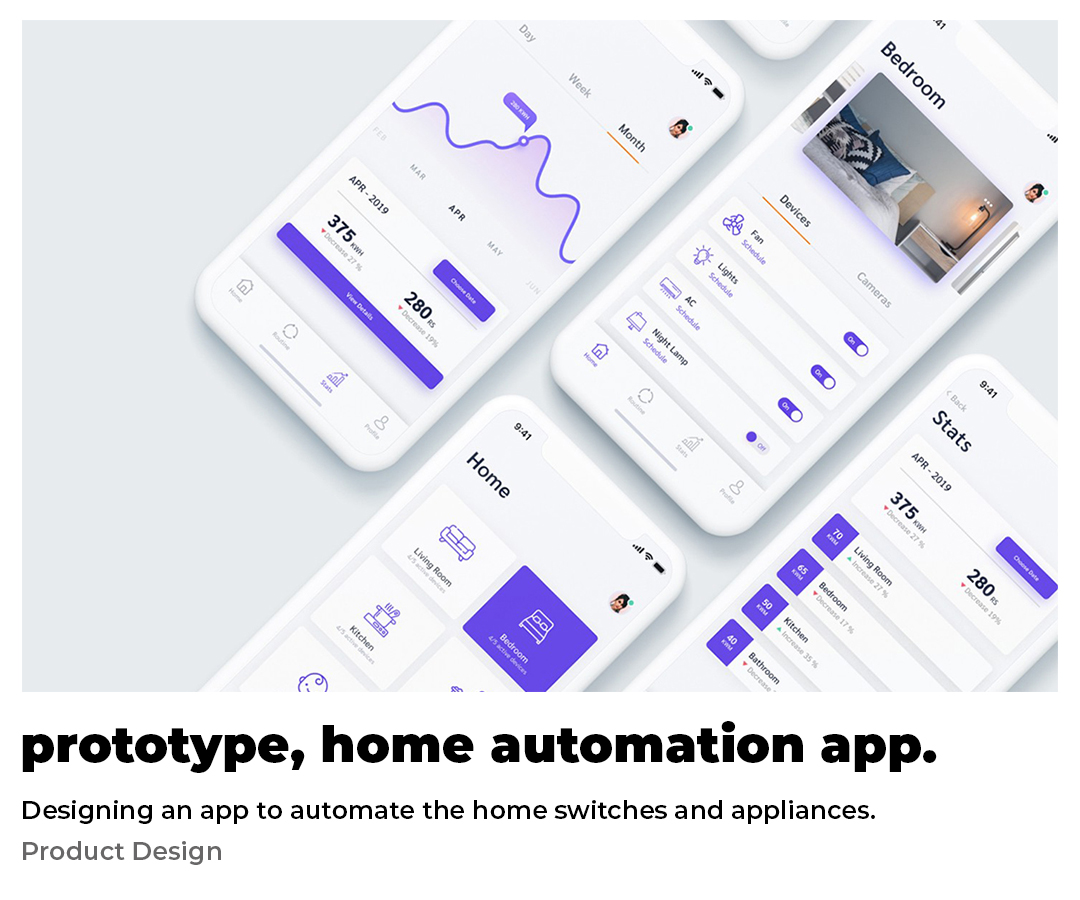 Day
Week
Month
280 KWH
FEB
MAR
APR
MAY
JUN
APR - 2019
375 KWH
Decrease 27 %
Choose Date
280 RS
Decrease 19%
View Details
Home
Routine
Stats
Profile
9:41
Bedroom
Devices
Cameras
Fan
Schedule
On
Lights
Schedule
On
AC
Schedule
On
Night Lamp
Schedule
Off
Home
Routine
Stats
Profile
9:41
Home
Living Room
4/5 active devices
Bedroom
4/5 active devices
Kitchen
4/5 active devices
9:41
Back
Stats
APR - 2019
375 KWH
Decrease 27 %
Choose Date
280 RS
Decrease 19%
70 KWM
Living Room
Increase 27 %
65 KWM
Bedroom
Decrease 17 %
50 KWM
Kitchen
Increase 35 %
40 KWM
Bathroom
prototype, home automation app.
Designing an app to automate the home switches and appliances.
Product Design